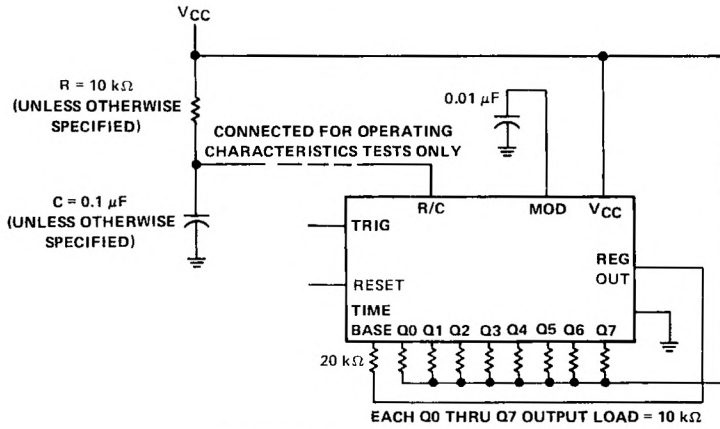 VCC
R = 10 kΩ
(UNLESS OTHERWISE
SPECIFIED)
0.01 µF
CONNECTED FOR OPERATING
CHARACTERISTICS TESTS ONLY
C = 0.1 µF
(UNLESS OTHERWISE
SPECIFIED)
R/C MOD VCC
TRIG
REG
OUT
RESET
TIME
BASE Q0 Q1 Q2 Q3 Q4 Q5 Q6 Q7
20 kΩ
EACH Q0 THRU Q7 OUTPUT LOAD = 10 kΩ